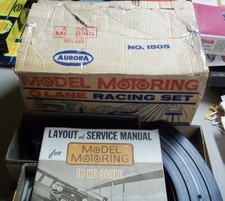 MODEL MOTORING
AURORA
NO. 1505
MODEL MOTORING
4 LANE RACING SET
LAYOUT and SERVICE MANUAL
for MODEL MOTORING
IN HO SCALE